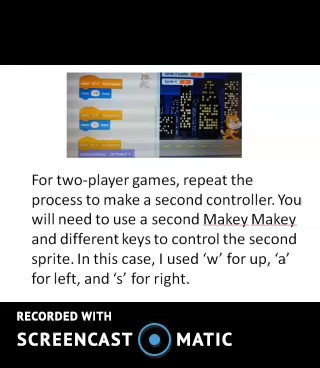 For two-player games, repeat the
process to make a second controller. You
will need to use a second Makey Makey
and different keys to control the second
sprite. In this case, I used ‘w’ for up, ‘a’
for left, and ‘s’ for right.
RECORDED WITH
SCREENCAST MATIC